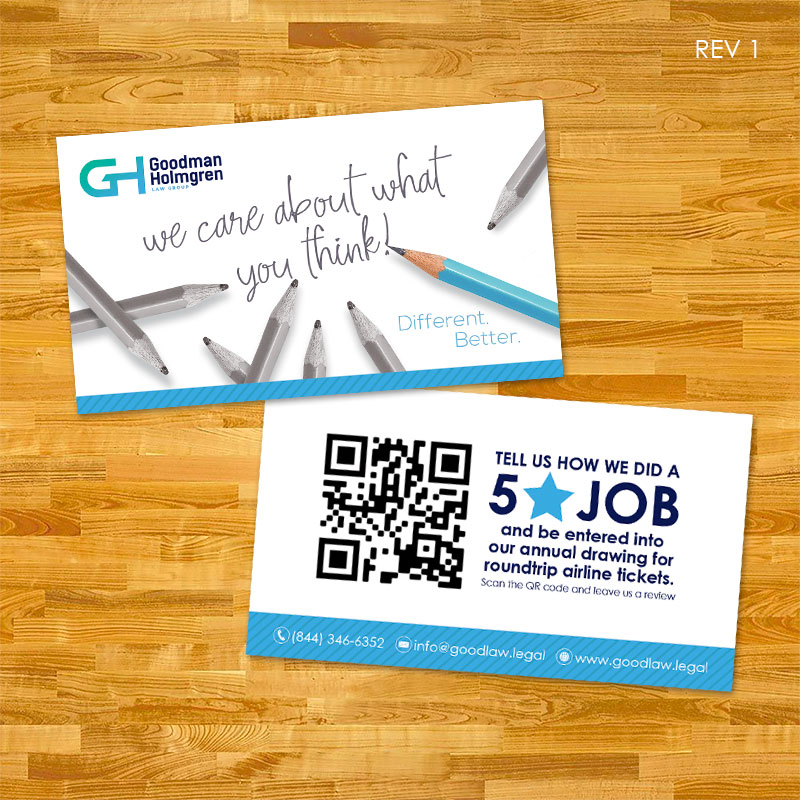 REV 1
GH Goodman
Holmgren
LAW GROUP
we care about what
you think!
Different.
Better.
TELL US HOW WE DID A
5 ★ JOB
and be entered into
our annual drawing for
roundtrip airline tickets.
Scan the QR code and leave us a review
(844) 346-6352 info@goodlaw.legal www.goodlaw.legal